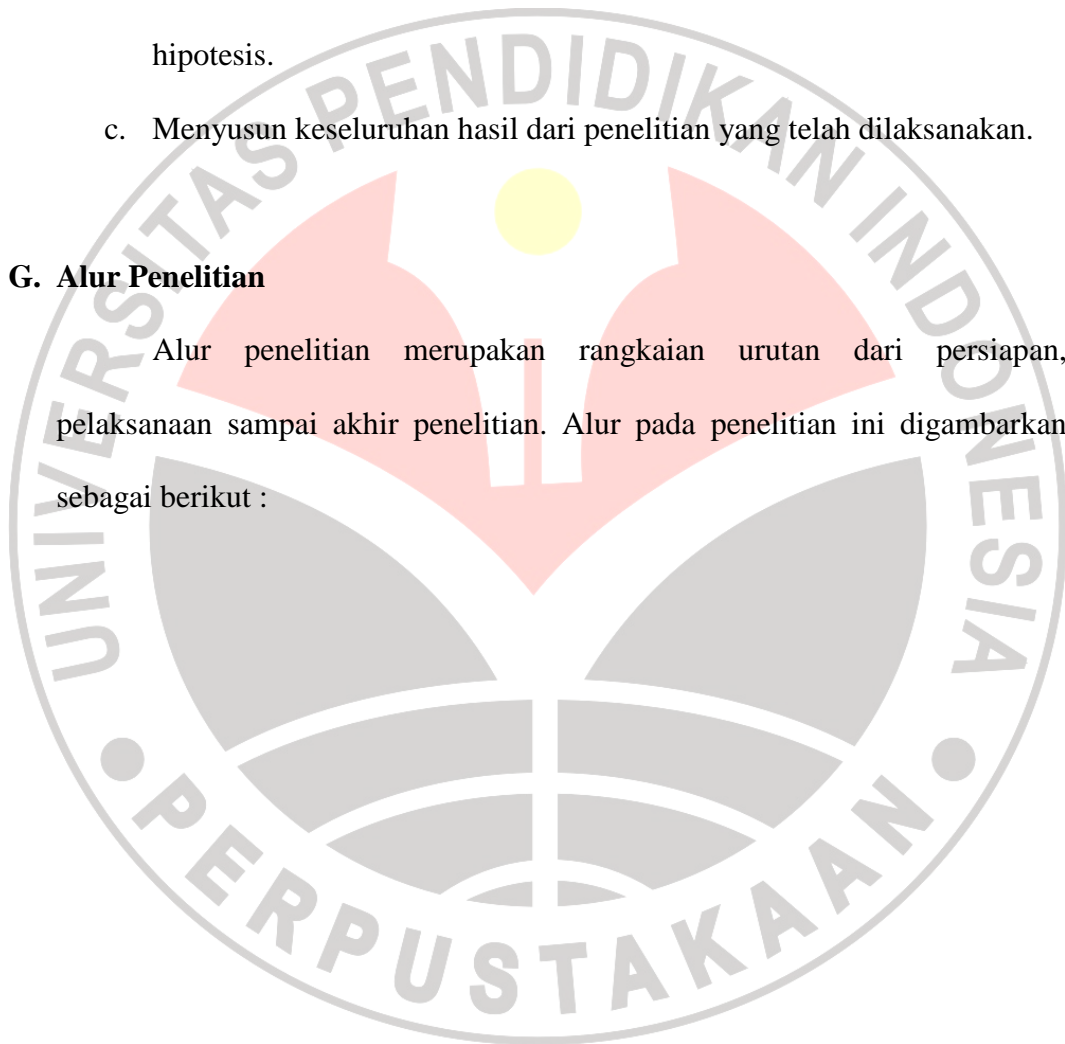 hipotesis.
c. Menyusun keseluruhan hasil dari penelitian yang telah dilaksanakan.
G. Alur Penelitian
Alur penelitian merupakan rangkaian urutan dari persiapan,
pelaksanaan sampai akhir penelitian. Alur pada penelitian ini digambarkan
sebagai berikut :
UNIVERSITAS PENDIDIKAN INDONESIA
PERPUSTAKAAN